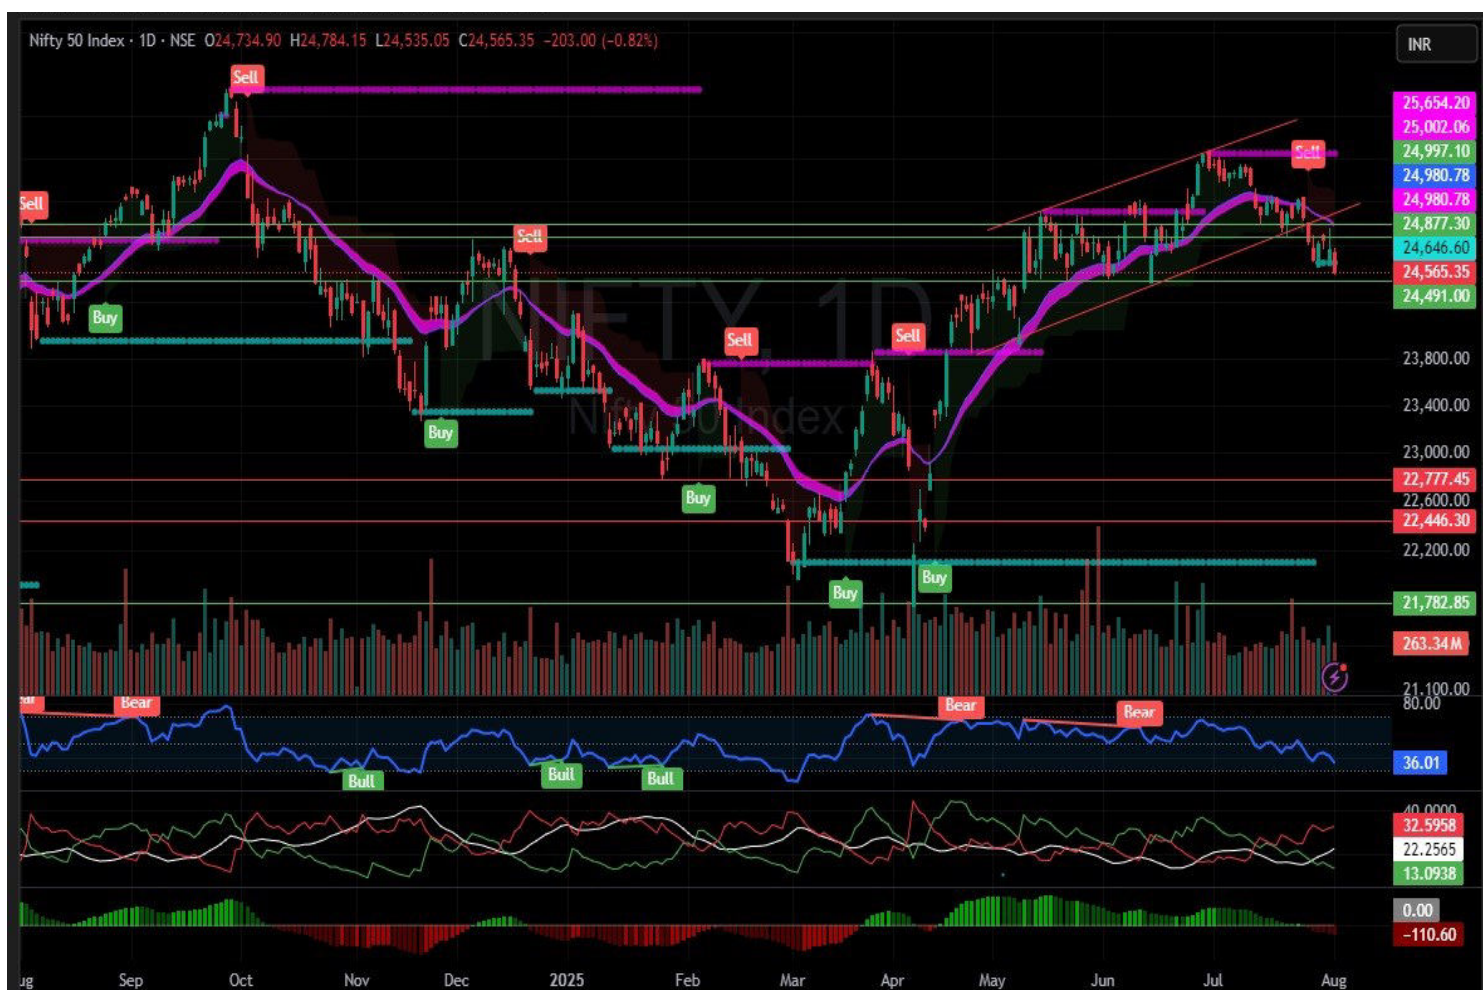 Nifty 50 Index · 1D · NSE O24,734.90 H24,784.15 L24,535.05 C24,565.35 −203.00 (−0.82%)
INR
Sell
25,654.20
25,002.06
24,997.10
Sell
24,980.78
Sell
24,980.78
24,877.30
Sell
24,646.60
24,565.35
24,491.00
NIFTY, 1D
Buy
Sell
Sell
23,800.00
Nifty 50 Index
23,400.00
Buy
23,000.00
22,777.45
Buy
22,600.00
22,446.30
22,200.00
Buy
Buy
21,782.85
263.34M
21,100.00
Bear
Bear
Bear
80.00
Bull
Bull
Bull
36.01
40.0000
32.5958
22.2565
13.0938
0.00
−110.60
Sep Oct Nov Dec 2025 Feb Mar Apr May Jun Jul Aug